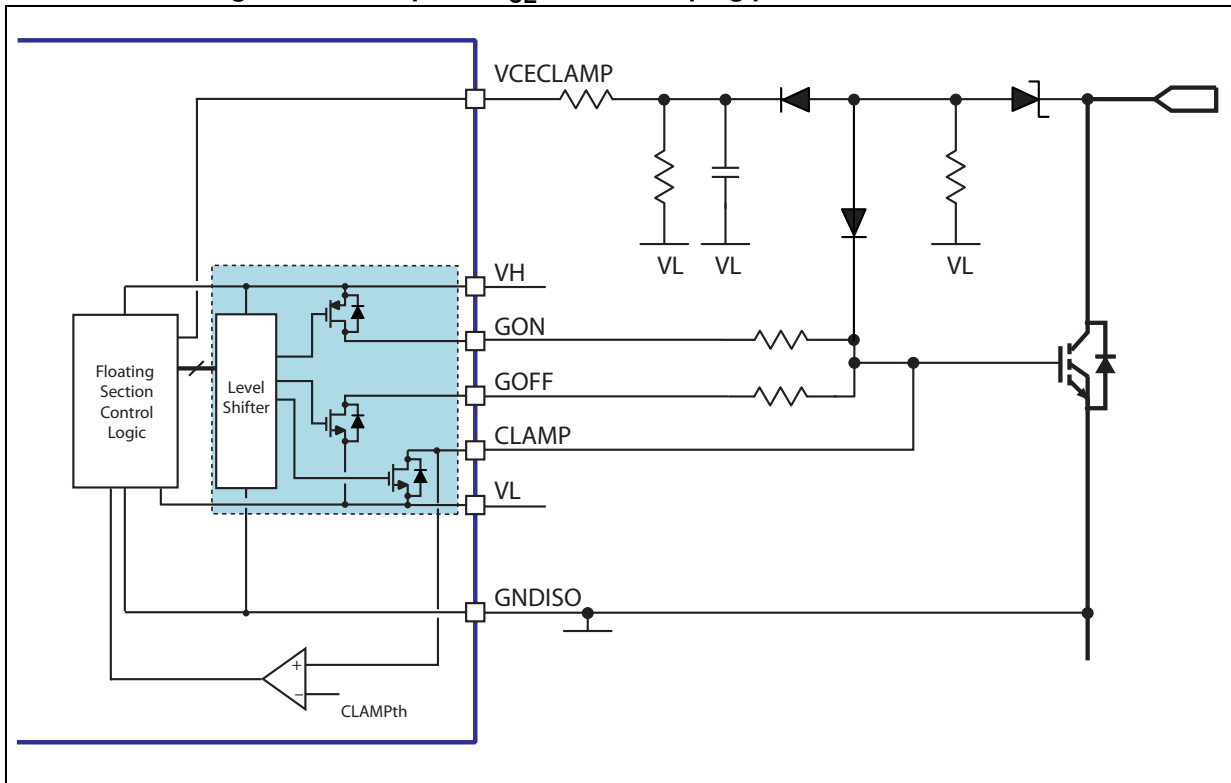 VCECLAMP
VL
VL
VL
VH
GON
GOFF
CLAMP
VL
GNDISO
Floating
Section
Control
Logic
Level
Shifter
+
−
CLAMPth